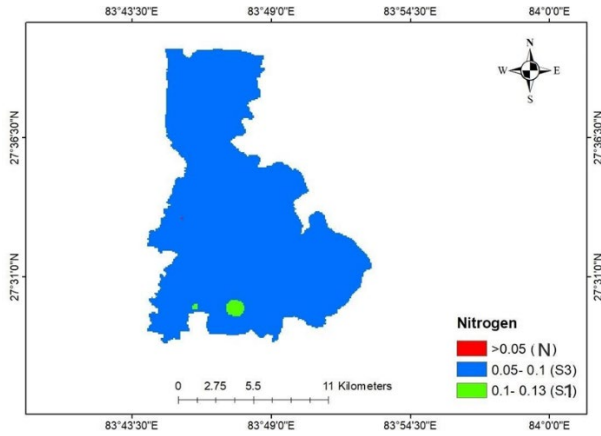 83°43'30"E 83°49'0"E 83°54'30"E 84°0'0"E
N
W E
S
27°36'30"N 27°36'30"N
27°31'0"N 27°31'0"N
Nitrogen
>0.05 (N)
0.05- 0.1 (S3)
0.1- 0.13 (S1)
0 2.75 5.5 11 Kilometers
83°43'30"E 83°49'0"E 83°54'30"E 84°0'0"E